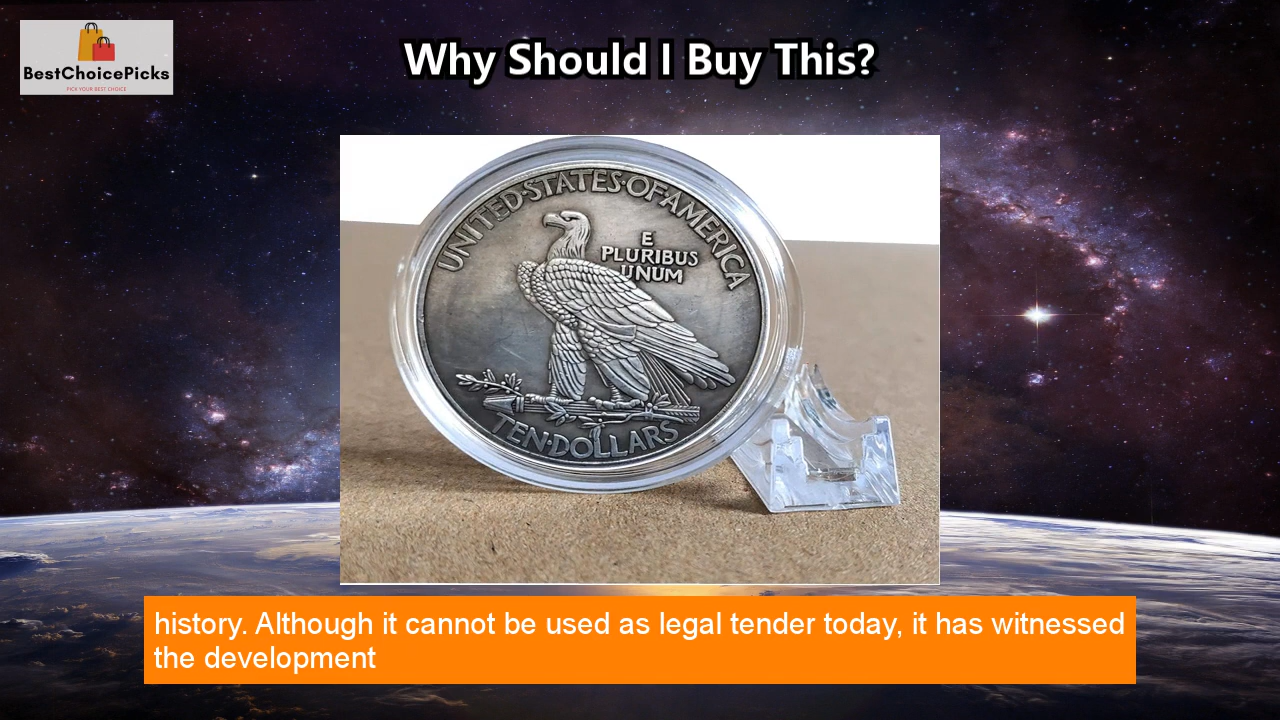 BestChoicePicks
PICK YOUR BEST CHOICE
Why Should I Buy This?
UNITED·STATES·OF·AMERICA
E
PLURIBUS
UNUM
TEN·DOLLARS
history. Although it cannot be used as legal tender today, it has witnessed
the development